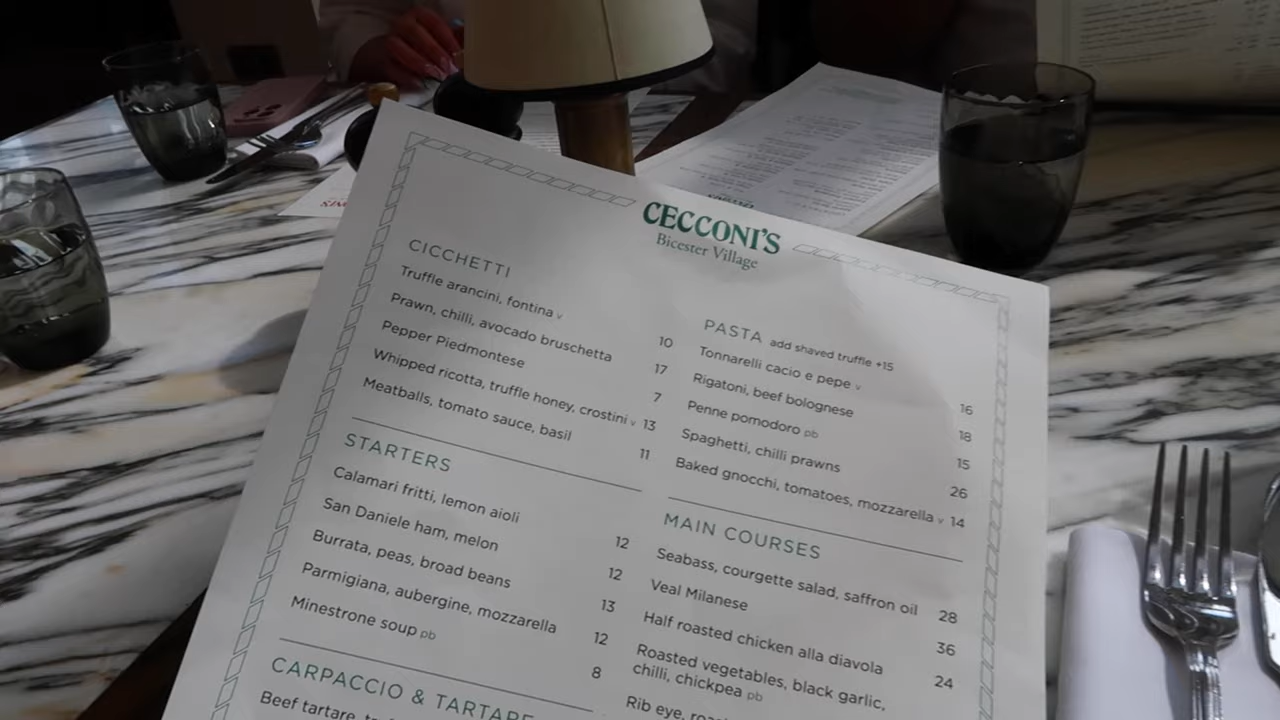 CECCONI'S
Bicester Village
CICCHETTI
Truffle arancini, fontina v 10
Prawn, chilli, avocado bruschetta 17
Pepper Piedmontese 7
Whipped ricotta, truffle honey, crostini v 13
Meatballs, tomato sauce, basil 11
STARTERS
Calamari fritti, lemon aioli 12
San Daniele ham, melon 12
Burrata, peas, broad beans 13
Parmigiana, aubergine, mozzarella 12
Minestrone soup pb 8
CARPACCIO & TARTARE
Beef tartare,
PASTA add shaved truffle +15
Tonnarelli cacio e pepe v 16
Rigatoni, beef bolognese 18
Penne pomodoro pb 15
Spaghetti, chilli prawns 26
Baked gnocchi, tomatoes, mozzarella v 14
MAIN COURSES
Seabass, courgette salad, saffron oil 28
Veal Milanese 36
Half roasted chicken alla diavola 24
Roasted vegetables, black garlic,
chilli, chickpea pb
Rib eye,